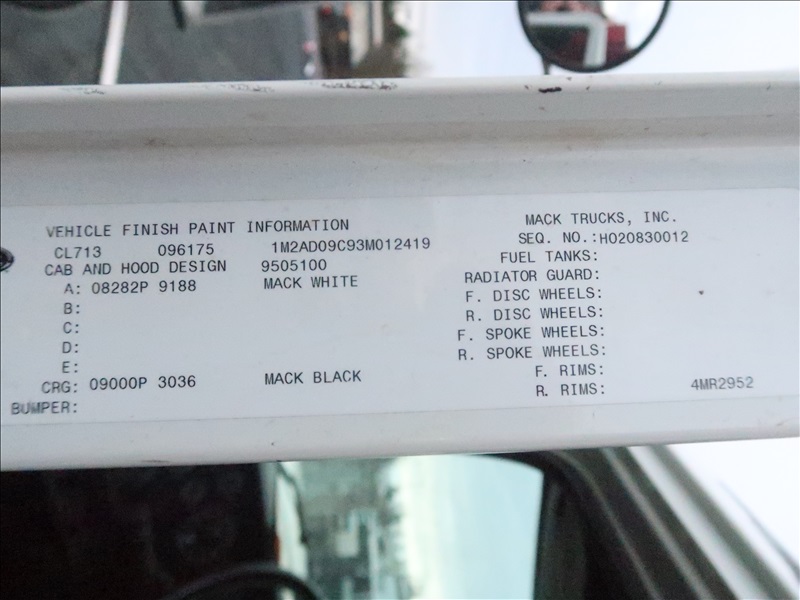 VEHICLE FINISH PAINT INFORMATION
CL713 096175 1M2AD09C93M012419
CAB AND HOOD DESIGN 9505100
A: 08282P 9188 MACK WHITE
B:
C:
D:
E:
CRG: 09000P 3036 MACK BLACK
BUMPER:
MACK TRUCKS, INC.
SEQ. NO.:H020830012
FUEL TANKS:
RADIATOR GUARD:
F. DISC WHEELS:
R. DISC WHEELS:
F. SPOKE WHEELS:
R. SPOKE WHEELS:
F. RIMS:
R. RIMS:
4MR2952